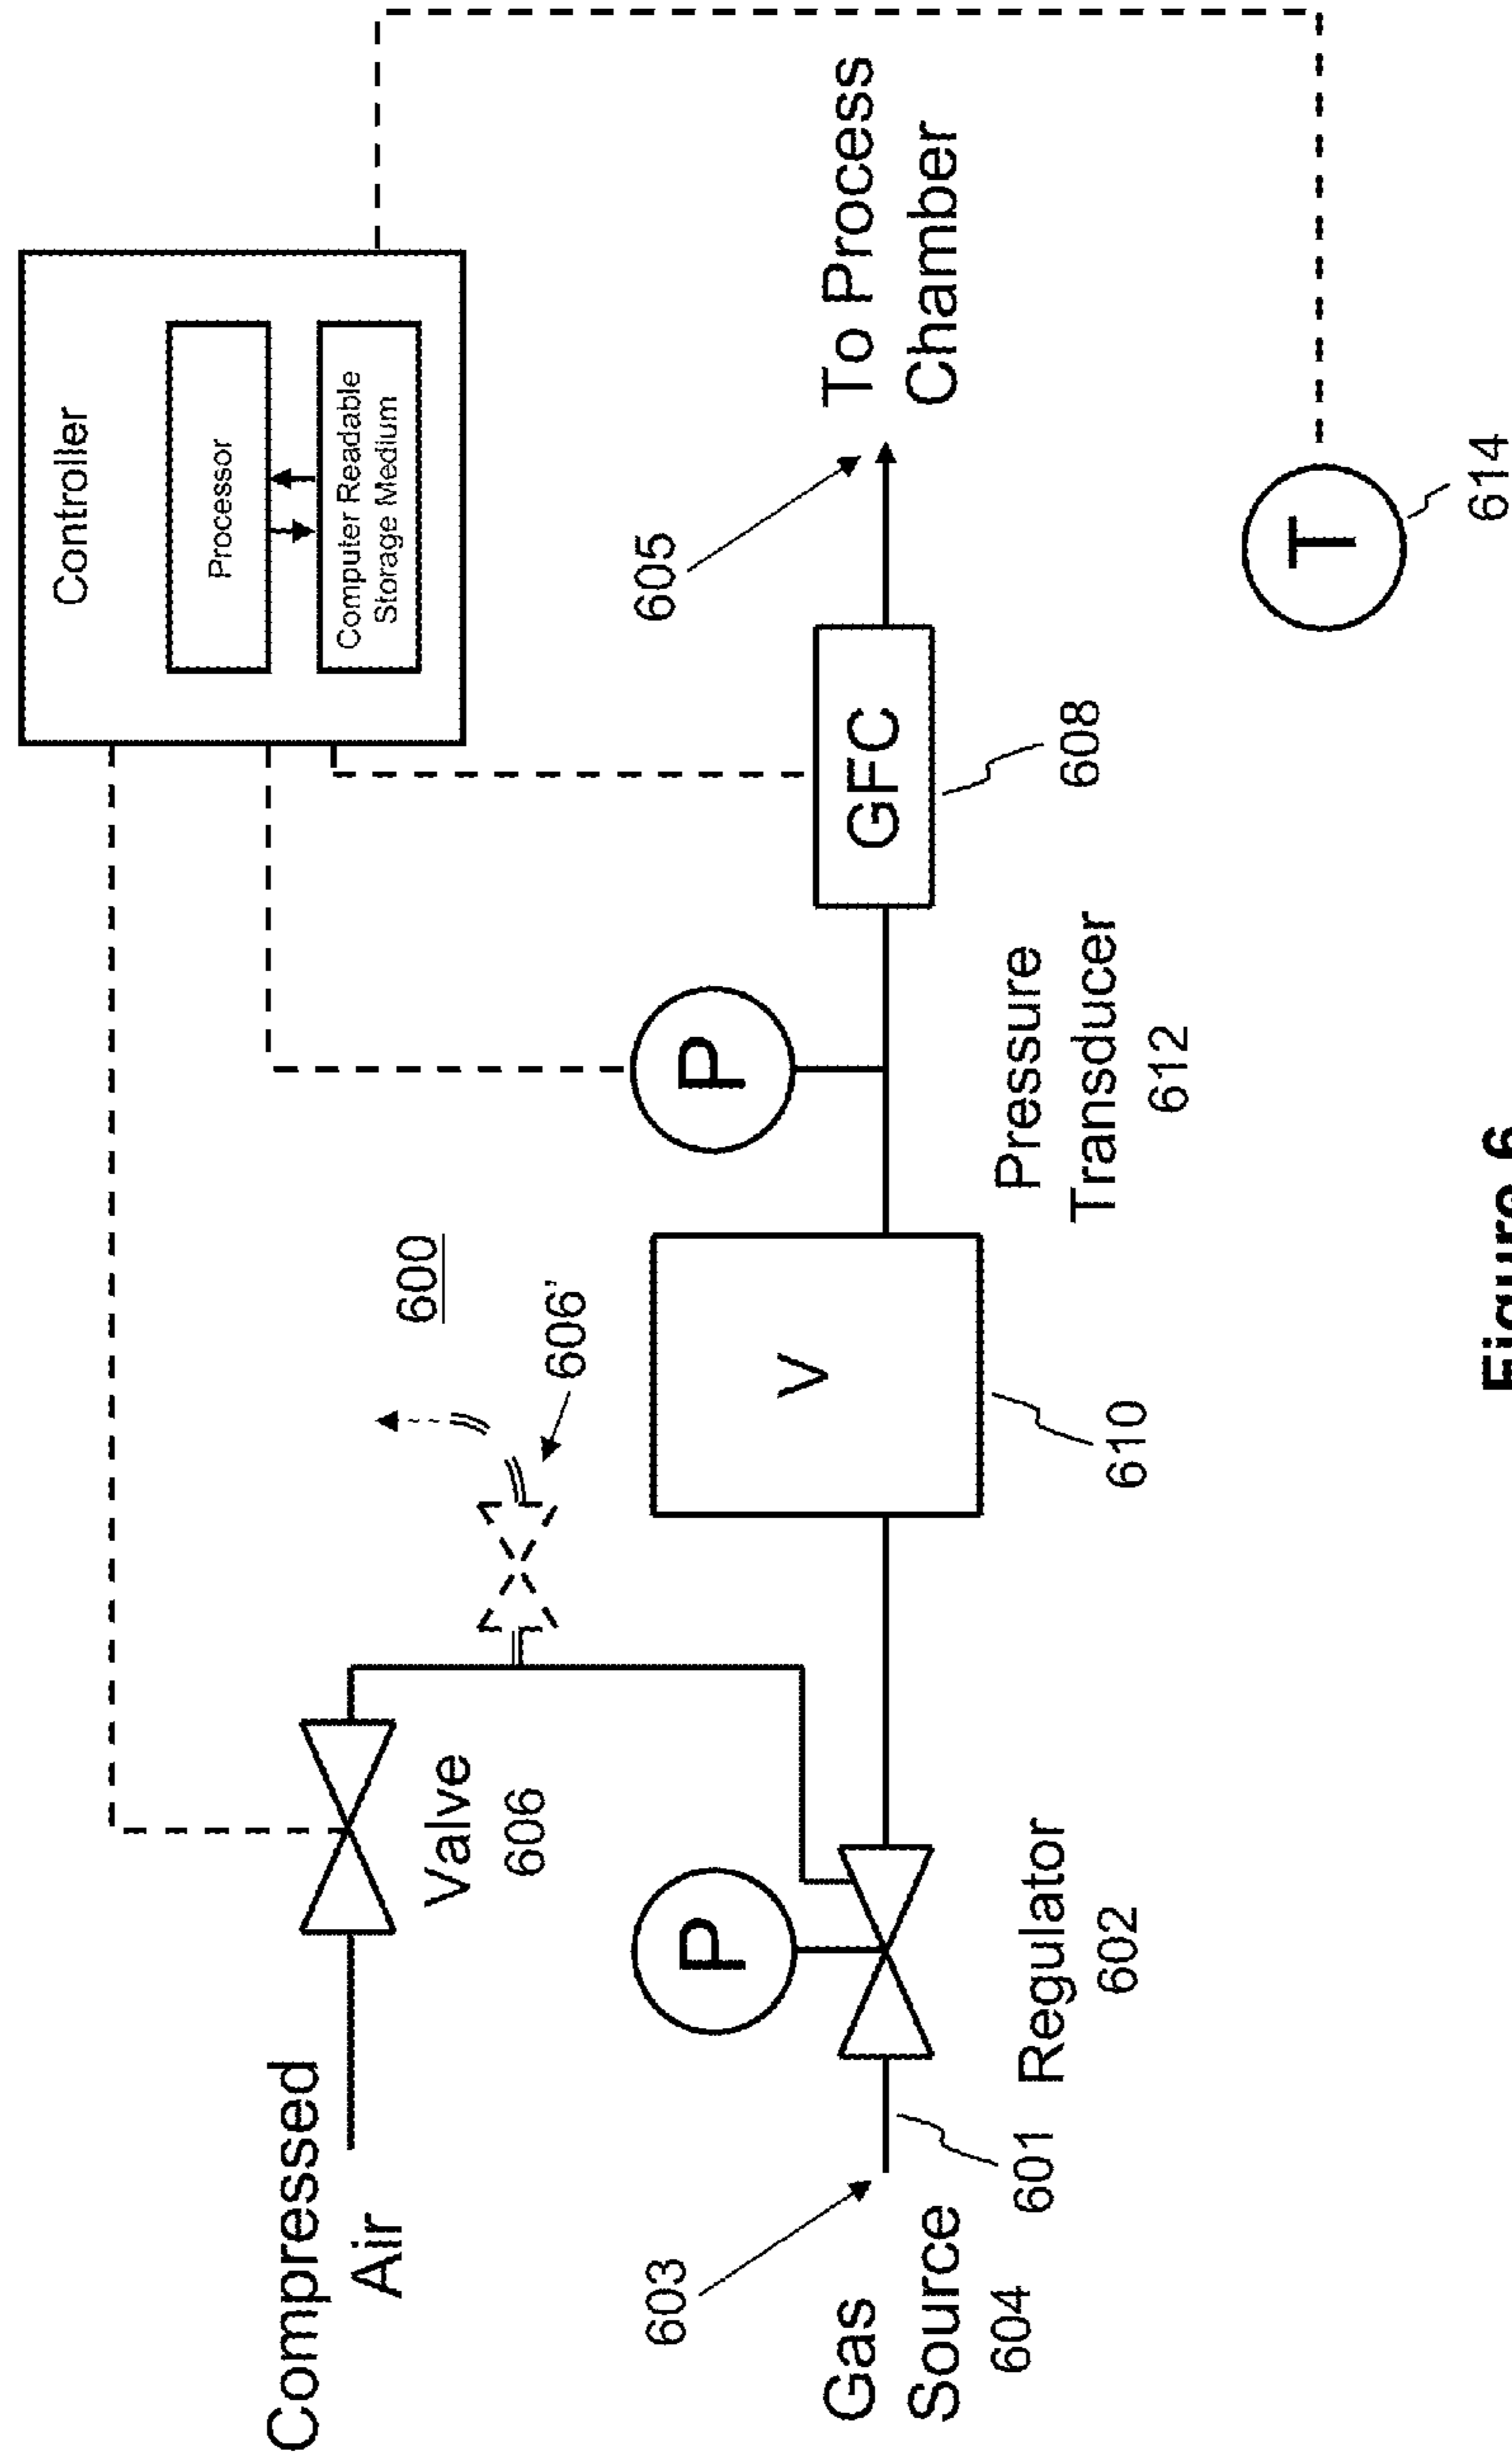 Controller
Processor
Computer Readable
Storage Medium
Compressed
Air
Valve
606
600
606'
P
P
V
GFC
605
To Process
Chamber
603
Gas
Source
604
601
Regulator
602
610
Pressure
Transducer
612
608
T
614
Figure 6